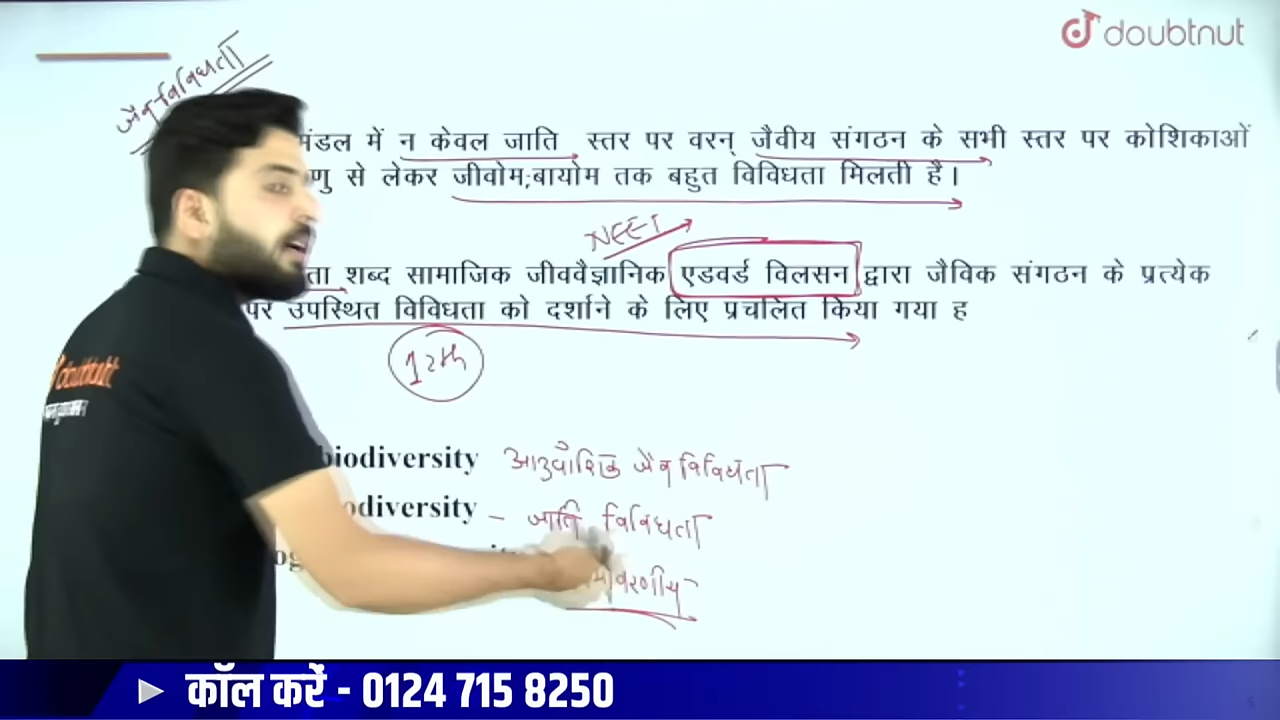 doubtnut
जैव-विविधता
मंडल में न केवल जाति स्तर पर वरन् जैवीय संगठन के सभी स्तर पर कोशिकाओं
णु से लेकर जीवोम;बायोम तक बहुत विविधता मिलती है।
NEET
ता शब्द सामाजिक जीववैज्ञानिक एडवर्ड विलसन द्वारा जैविक संगठन के प्रत्येक
पर उपस्थित विविधता को दर्शाने के लिए प्रचलित किया गया ह
12th
doubtnut
biodiversity आनुवांशिक जैव विविधता
odiversity - जाति विविधता
कॉल करें - 0124 715 8250